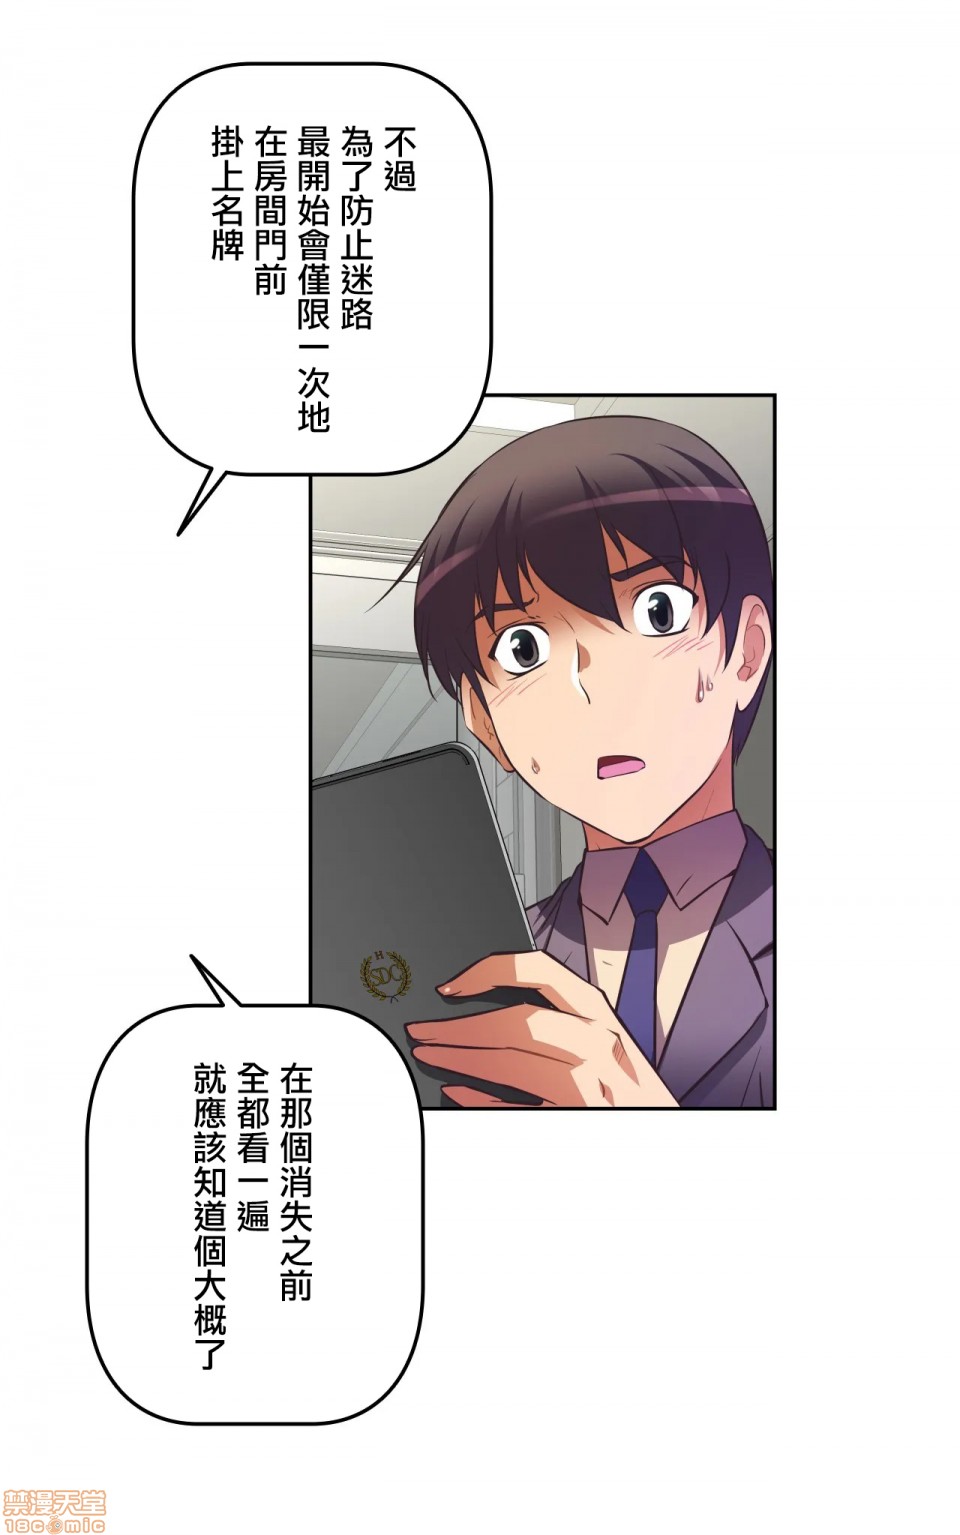 不過
為了防止迷路
最開始會僅限一次地
在房間門前
掛上名牌
H
SDC
在那個消失之前
全都看一遍
就應該知道個大概了
禁漫天堂
18comic